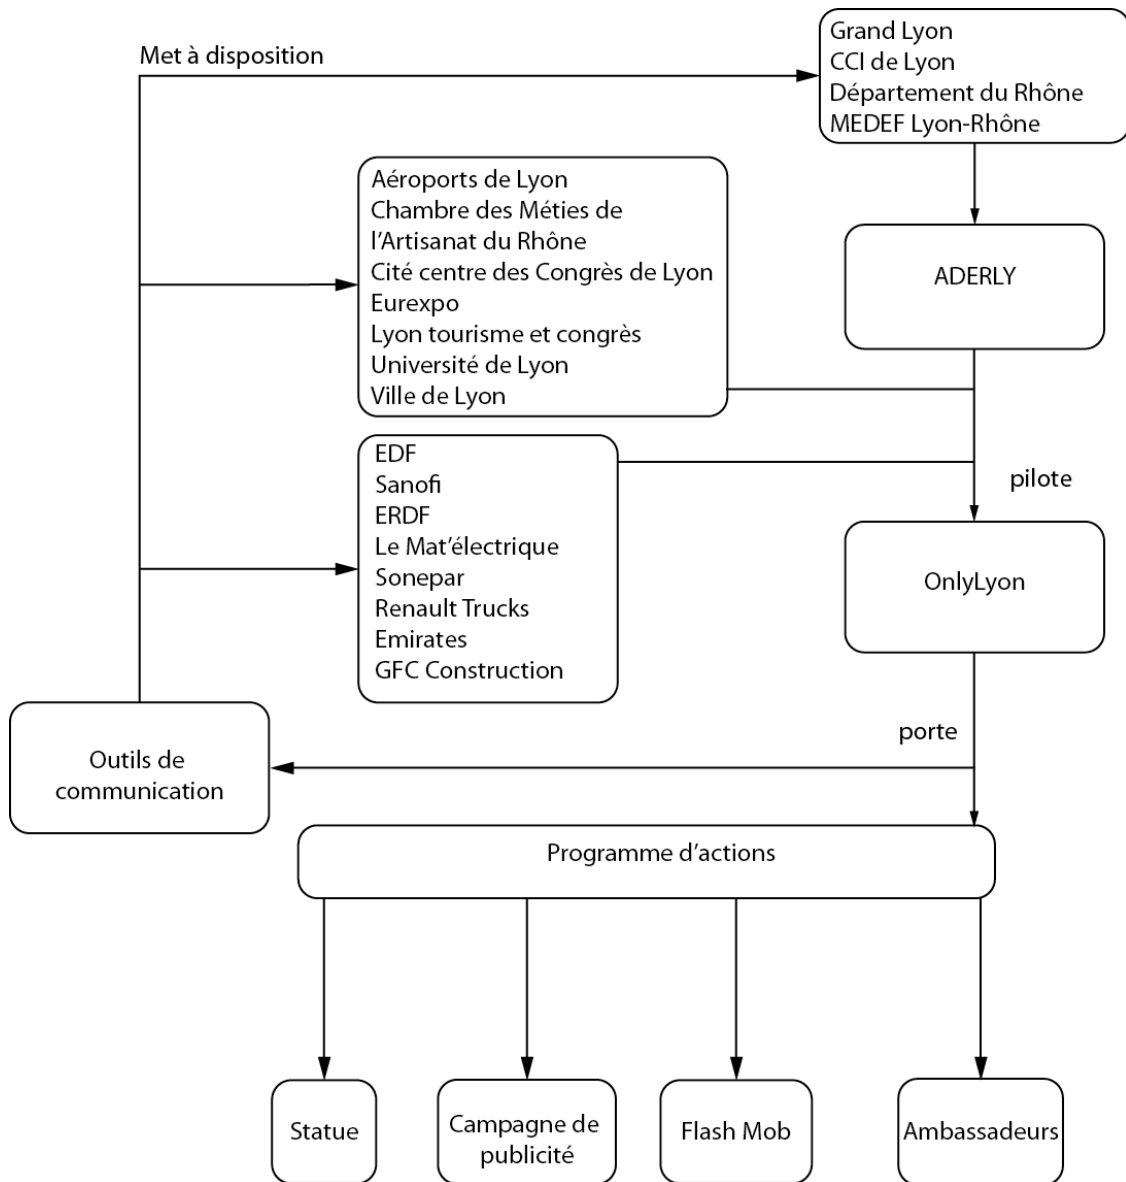 Met à disposition
Grand Lyon
CCI de Lyon
Département du Rhône
MEDEF Lyon-Rhône
Aéroports de Lyon
Chambre des Méties de
l'Artisanat du Rhône
Cité centre des Congrès de Lyon
Eurexpo
Lyon tourisme et congrès
Université de Lyon
Ville de Lyon
ADERLY
EDF
Sanofi
ERDF
Le Mat'électrique
Sonepar
Renault Trucks
Emirates
GFC Construction
pilote
OnlyLyon
porte
Outils de
communication
Programme d'actions
Statue
Campagne de
publicité
Flash Mob
Ambassadeurs